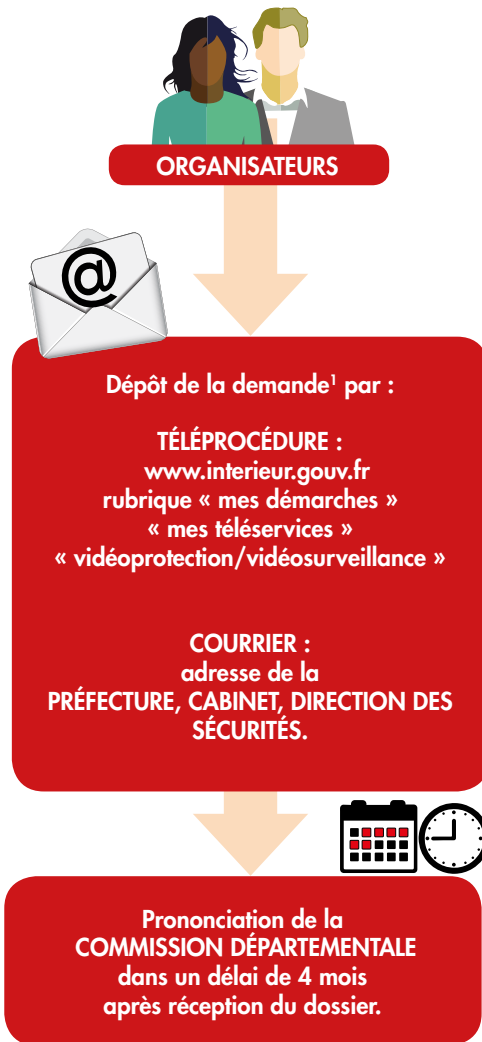 ORGANISATEURS
@
Dépôt de la demande¹ par :
TÉLÉPROCÉDURE :
www.interieur.gouv.fr
rubrique « mes démarches »
« mes téléservices »
« vidéoprotection/vidéosurveillance »
COURRIER :
adresse de la
PRÉFECTURE, CABINET, DIRECTION DES
SÉCURITÉS.
Prononciation de la
COMMISSION DÉPARTEMENTALE
dans un délai de 4 mois
après réception du dossier.